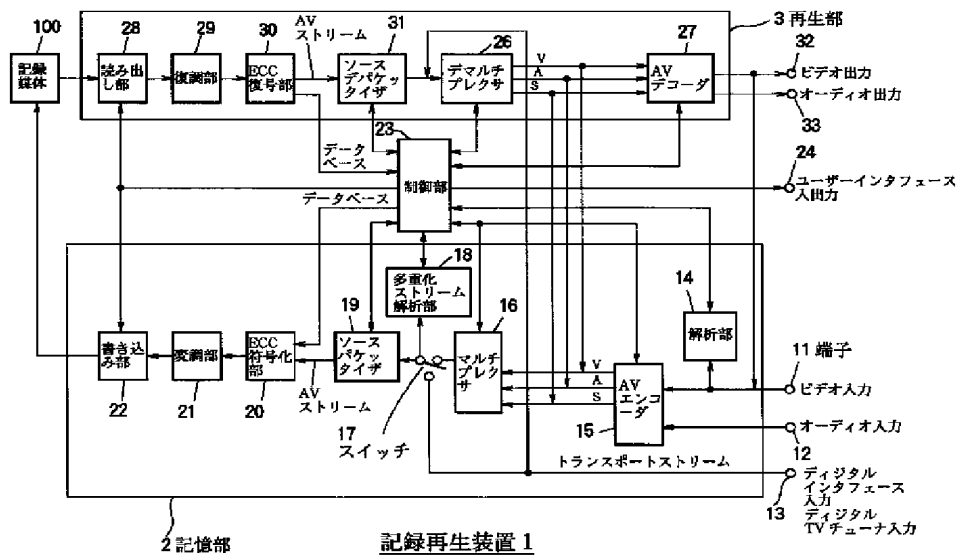 3 再生部
100
28
29
30
AV
ストリーム
31
26
27
32
記録
媒体
読み出
し部
復調部
ECC
復号部
ソース
デパケッ
タイザ
デマルチ
プレクサ
V
A
S
AV
デコーダ
ビデオ出力
オーディオ出力
33
23
データ
ベース
制御部
24
ユーザーインタフェース
入出力
データベース
18
多重化
ストリーム
解析部
14
解析部
19
16
書き込
み部
変調部
ECC
符号化
部
ソース
パケッ
タイザ
マルチ
プレク
サ
V
A
S
AV
エンコ
ーダ
11 端子
ビデオ入力
22
21
20
AV
ストリーム
17
スイッチ
15
オーディオ入力
12
トランスポートストリーム
13
ディジタル
インタフェース
入力
ディジタル
TVチューナ入力
2 記憶部
記録再生装置1